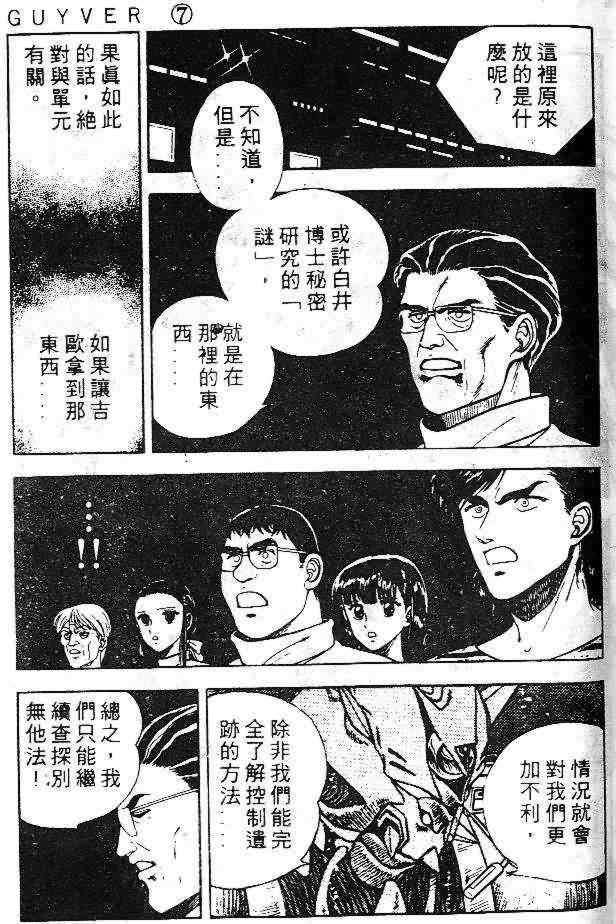 GUYVER ⑦
這裡原來
放的是什
麼呢?
不知道,
但是……
或許白井
博士秘密
研究的「
謎」,
就是在
那裡的東
西……
果眞如此
的話,絕
對與單元
有關。
如果讓吉
歐拿到那
東西……
…!!
情況就會
對我們更
加不利,
除非我們能完
全了解控制遺
跡的方法……
總之,我
們只能繼
續查探別
無他法!